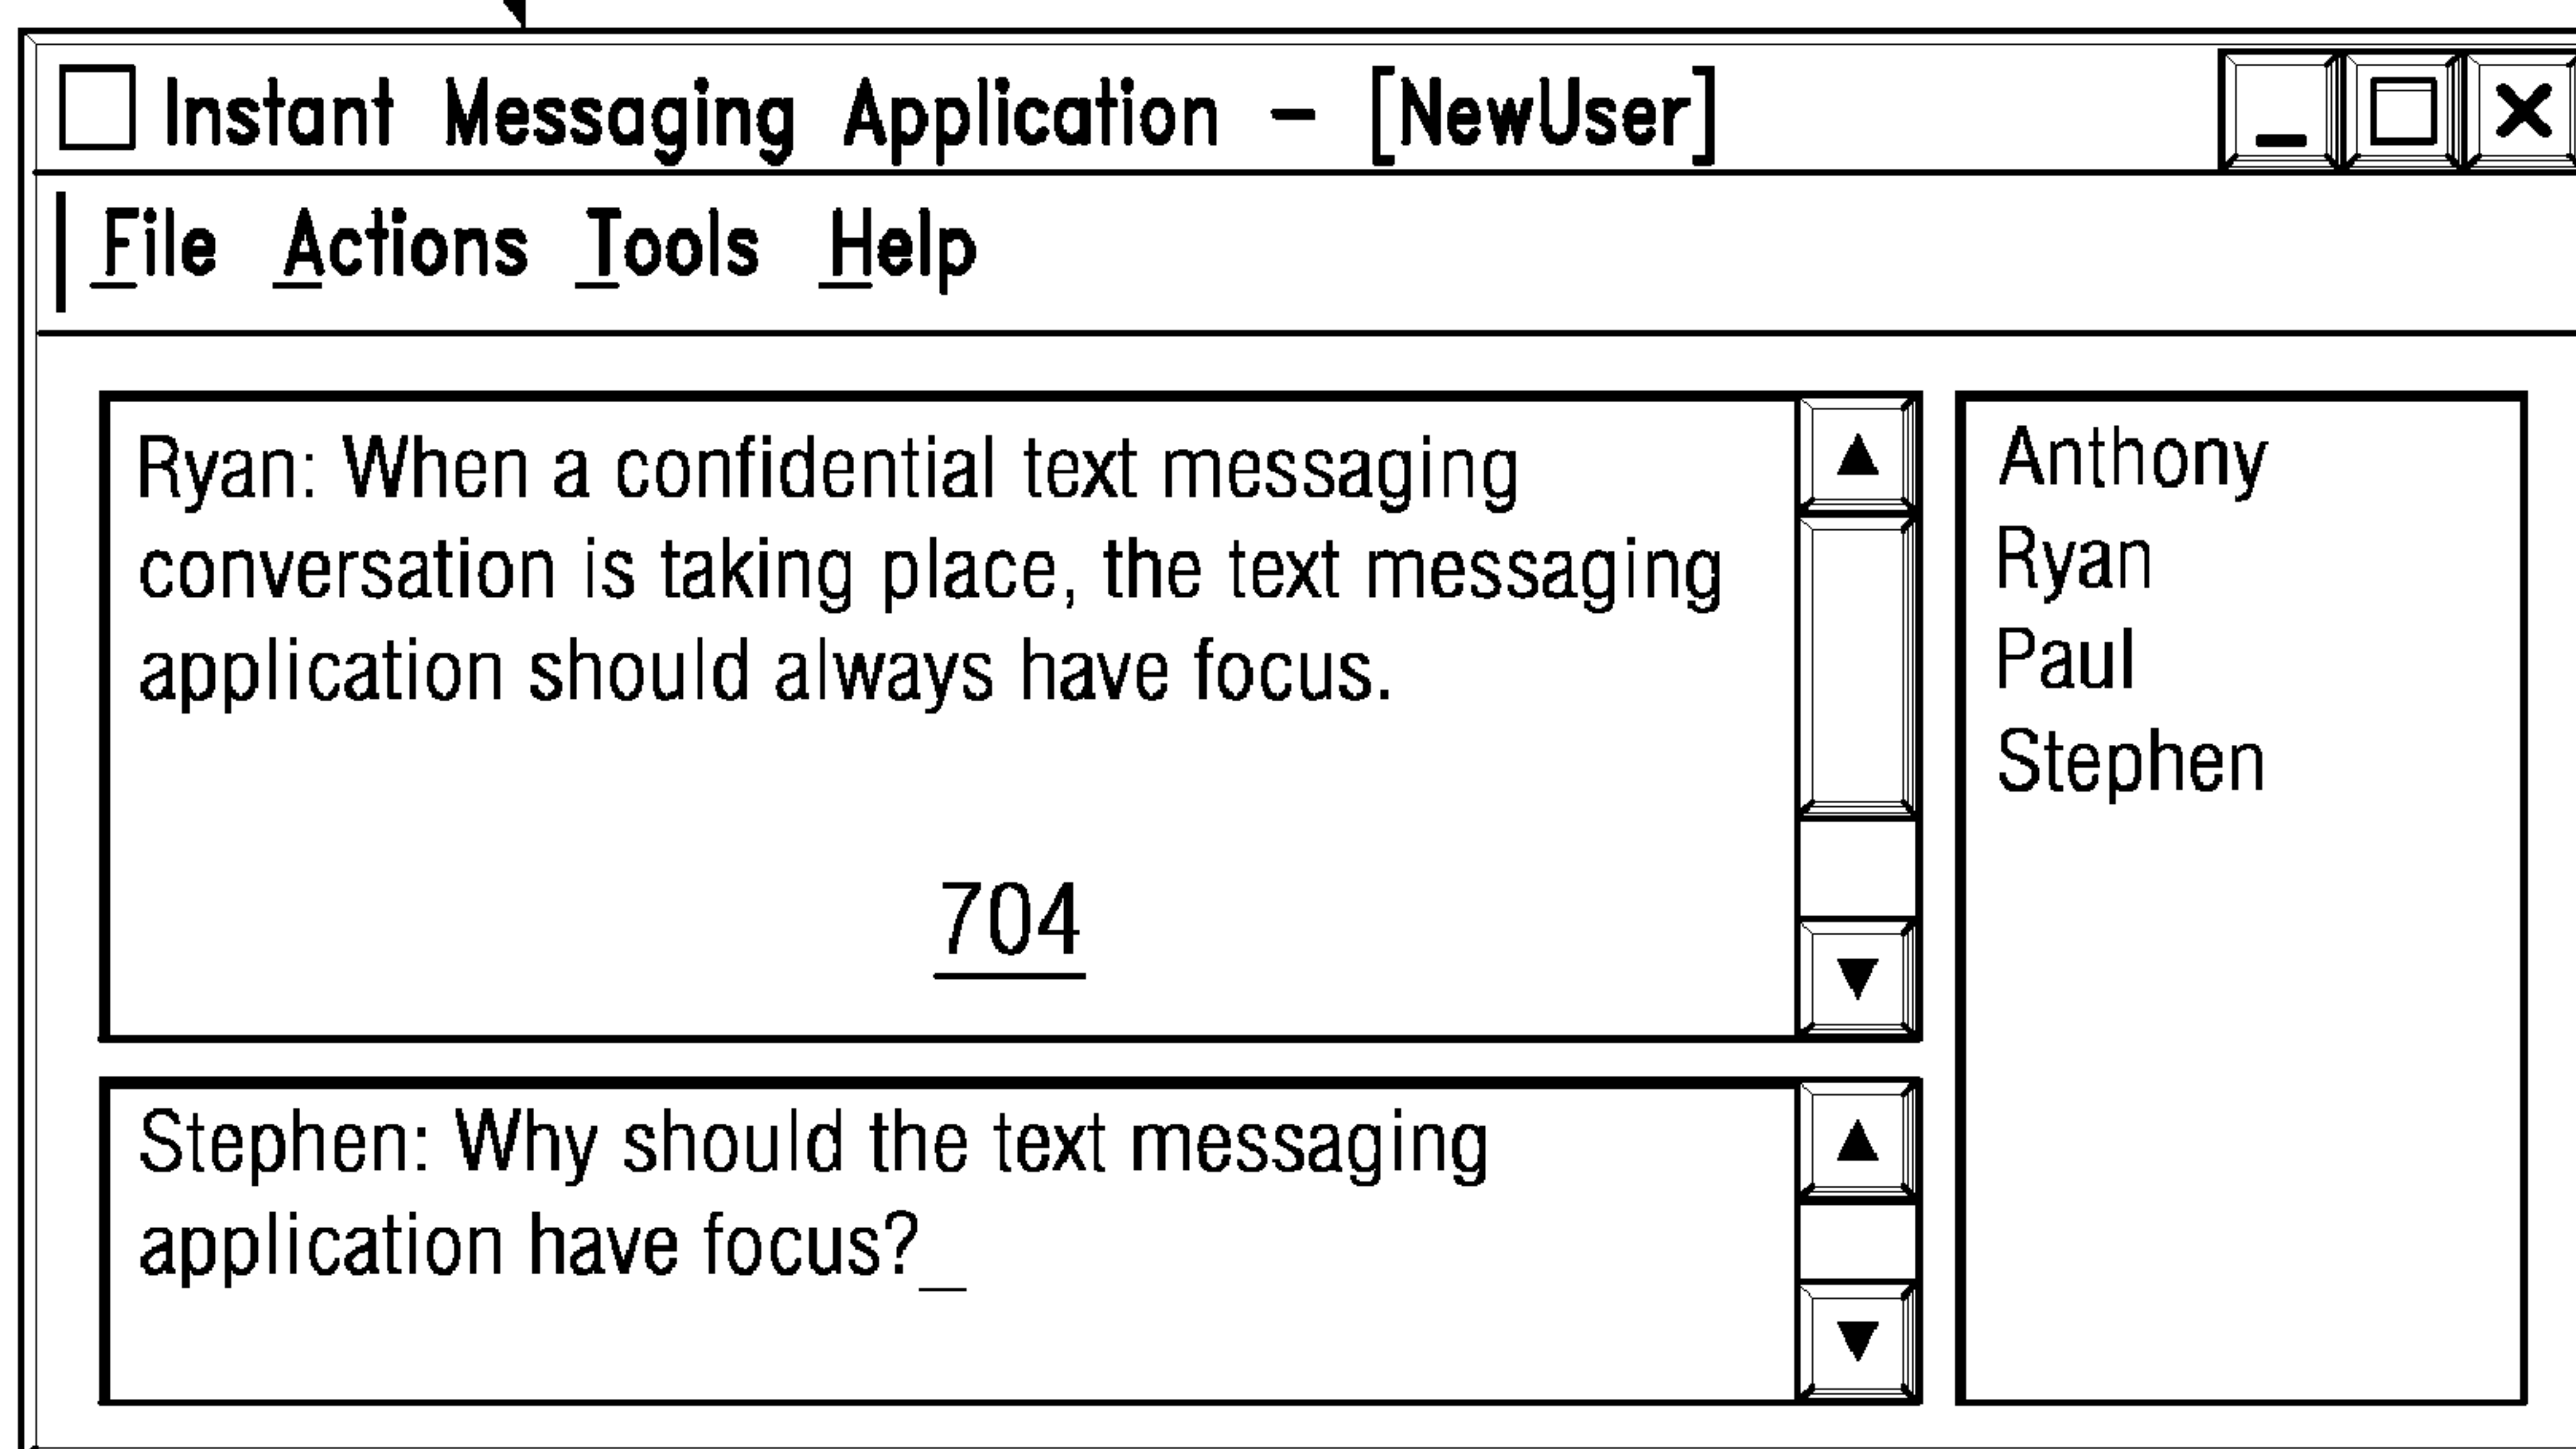 Instant Messaging Application - [NewUser]
File Actions Tools Help
Ryan: When a confidential text messaging
conversation is taking place, the text messaging
application should always have focus.
704
Stephen: Why should the text messaging
application have focus?_
Anthony
Ryan
Paul
Stephen